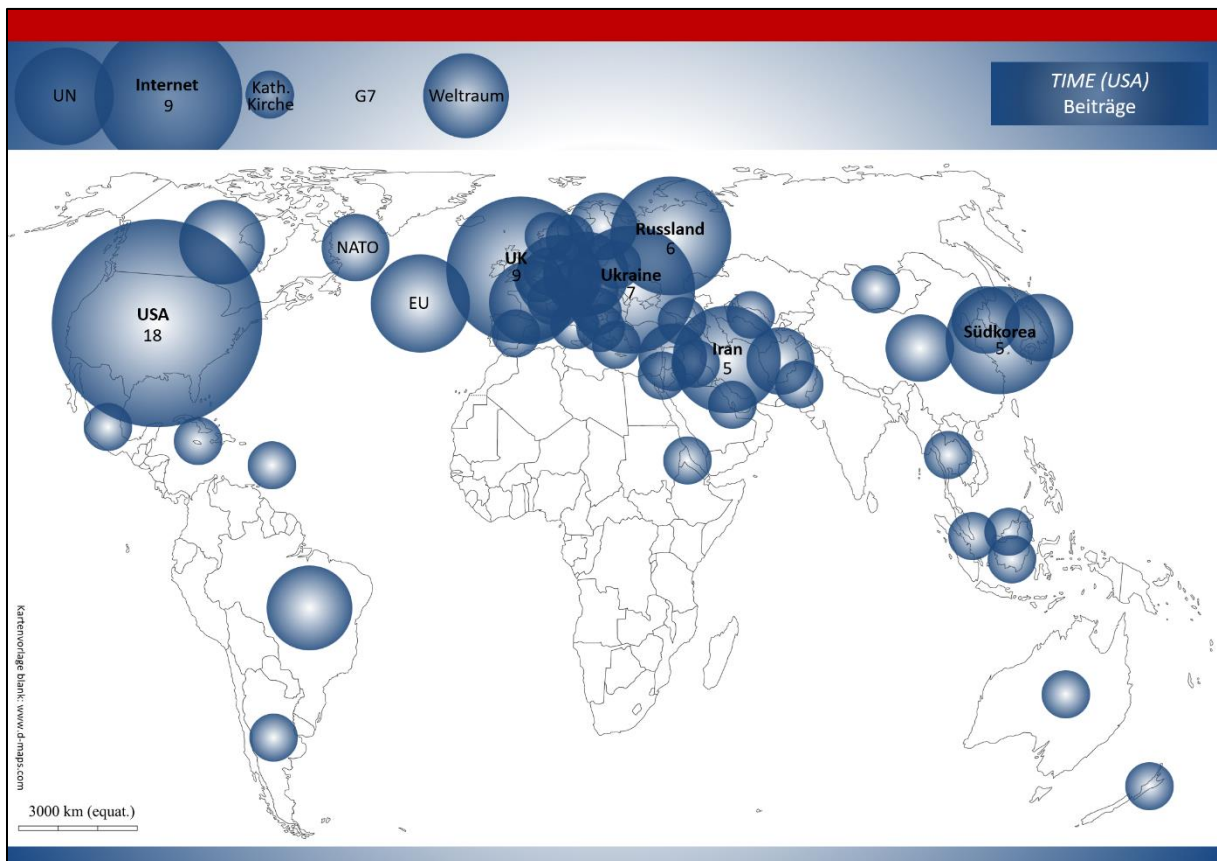 UN
Internet
9
Kath.
Kirche
G7
Weltraum
TIME (USA)
Beiträge
NATO
EU
USA
18
UK
9
Russland
6
Ukraine
7
Iran
5
Südkorea
5
Kartenvorlage blank: www.d-maps.com
3000 km (equat.)